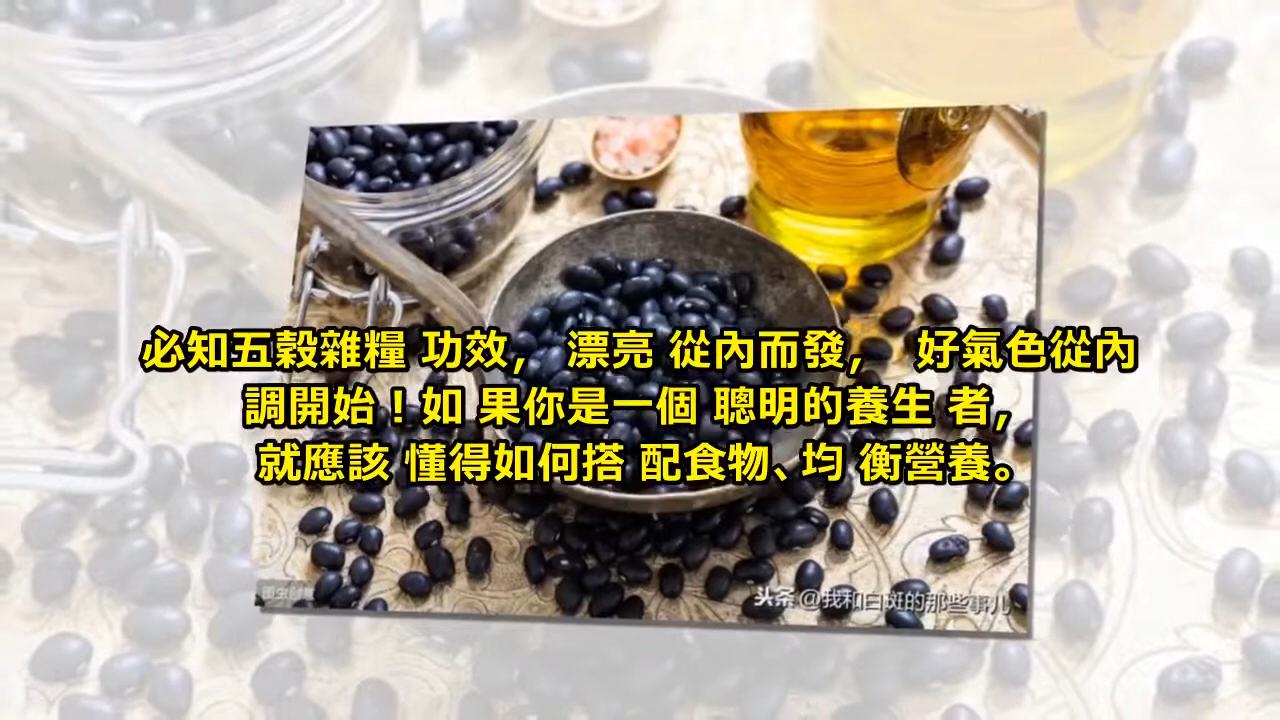 必知五穀雜糧 功效， 漂亮 從內而發， 好氣色從內
調開始！如 果你是一個 聰明的養生 者，
就應該 懂得如何搭 配食物、均 衡營養。
头条 @我和白斑的那些事儿